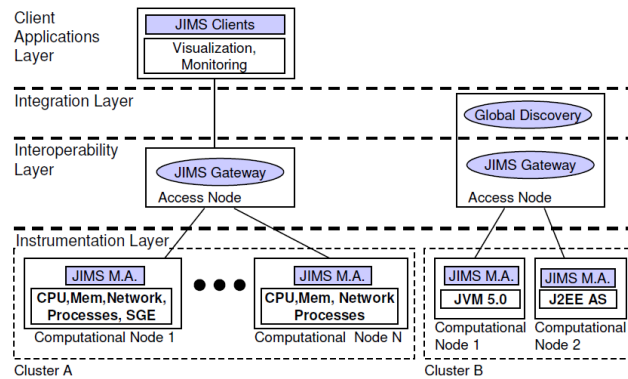 Client
Applications
Layer
JIMS Clients
Visualization,
Monitoring
Integration Layer
Global Discovery
Interoperability
Layer
JIMS Gateway
Access Node
JIMS Gateway
Access Node
Instrumentation Layer
JIMS M.A.
CPU,Mem,Network,
Processes, SGE
Computational Node 1
JIMS M.A.
CPU,Mem, Network
Processes
Computational Node N
Cluster A
JIMS M.A.
JVM 5.0
Computational
Node 1
JIMS M.A.
J2EE AS
Computational
Node 2
Cluster B